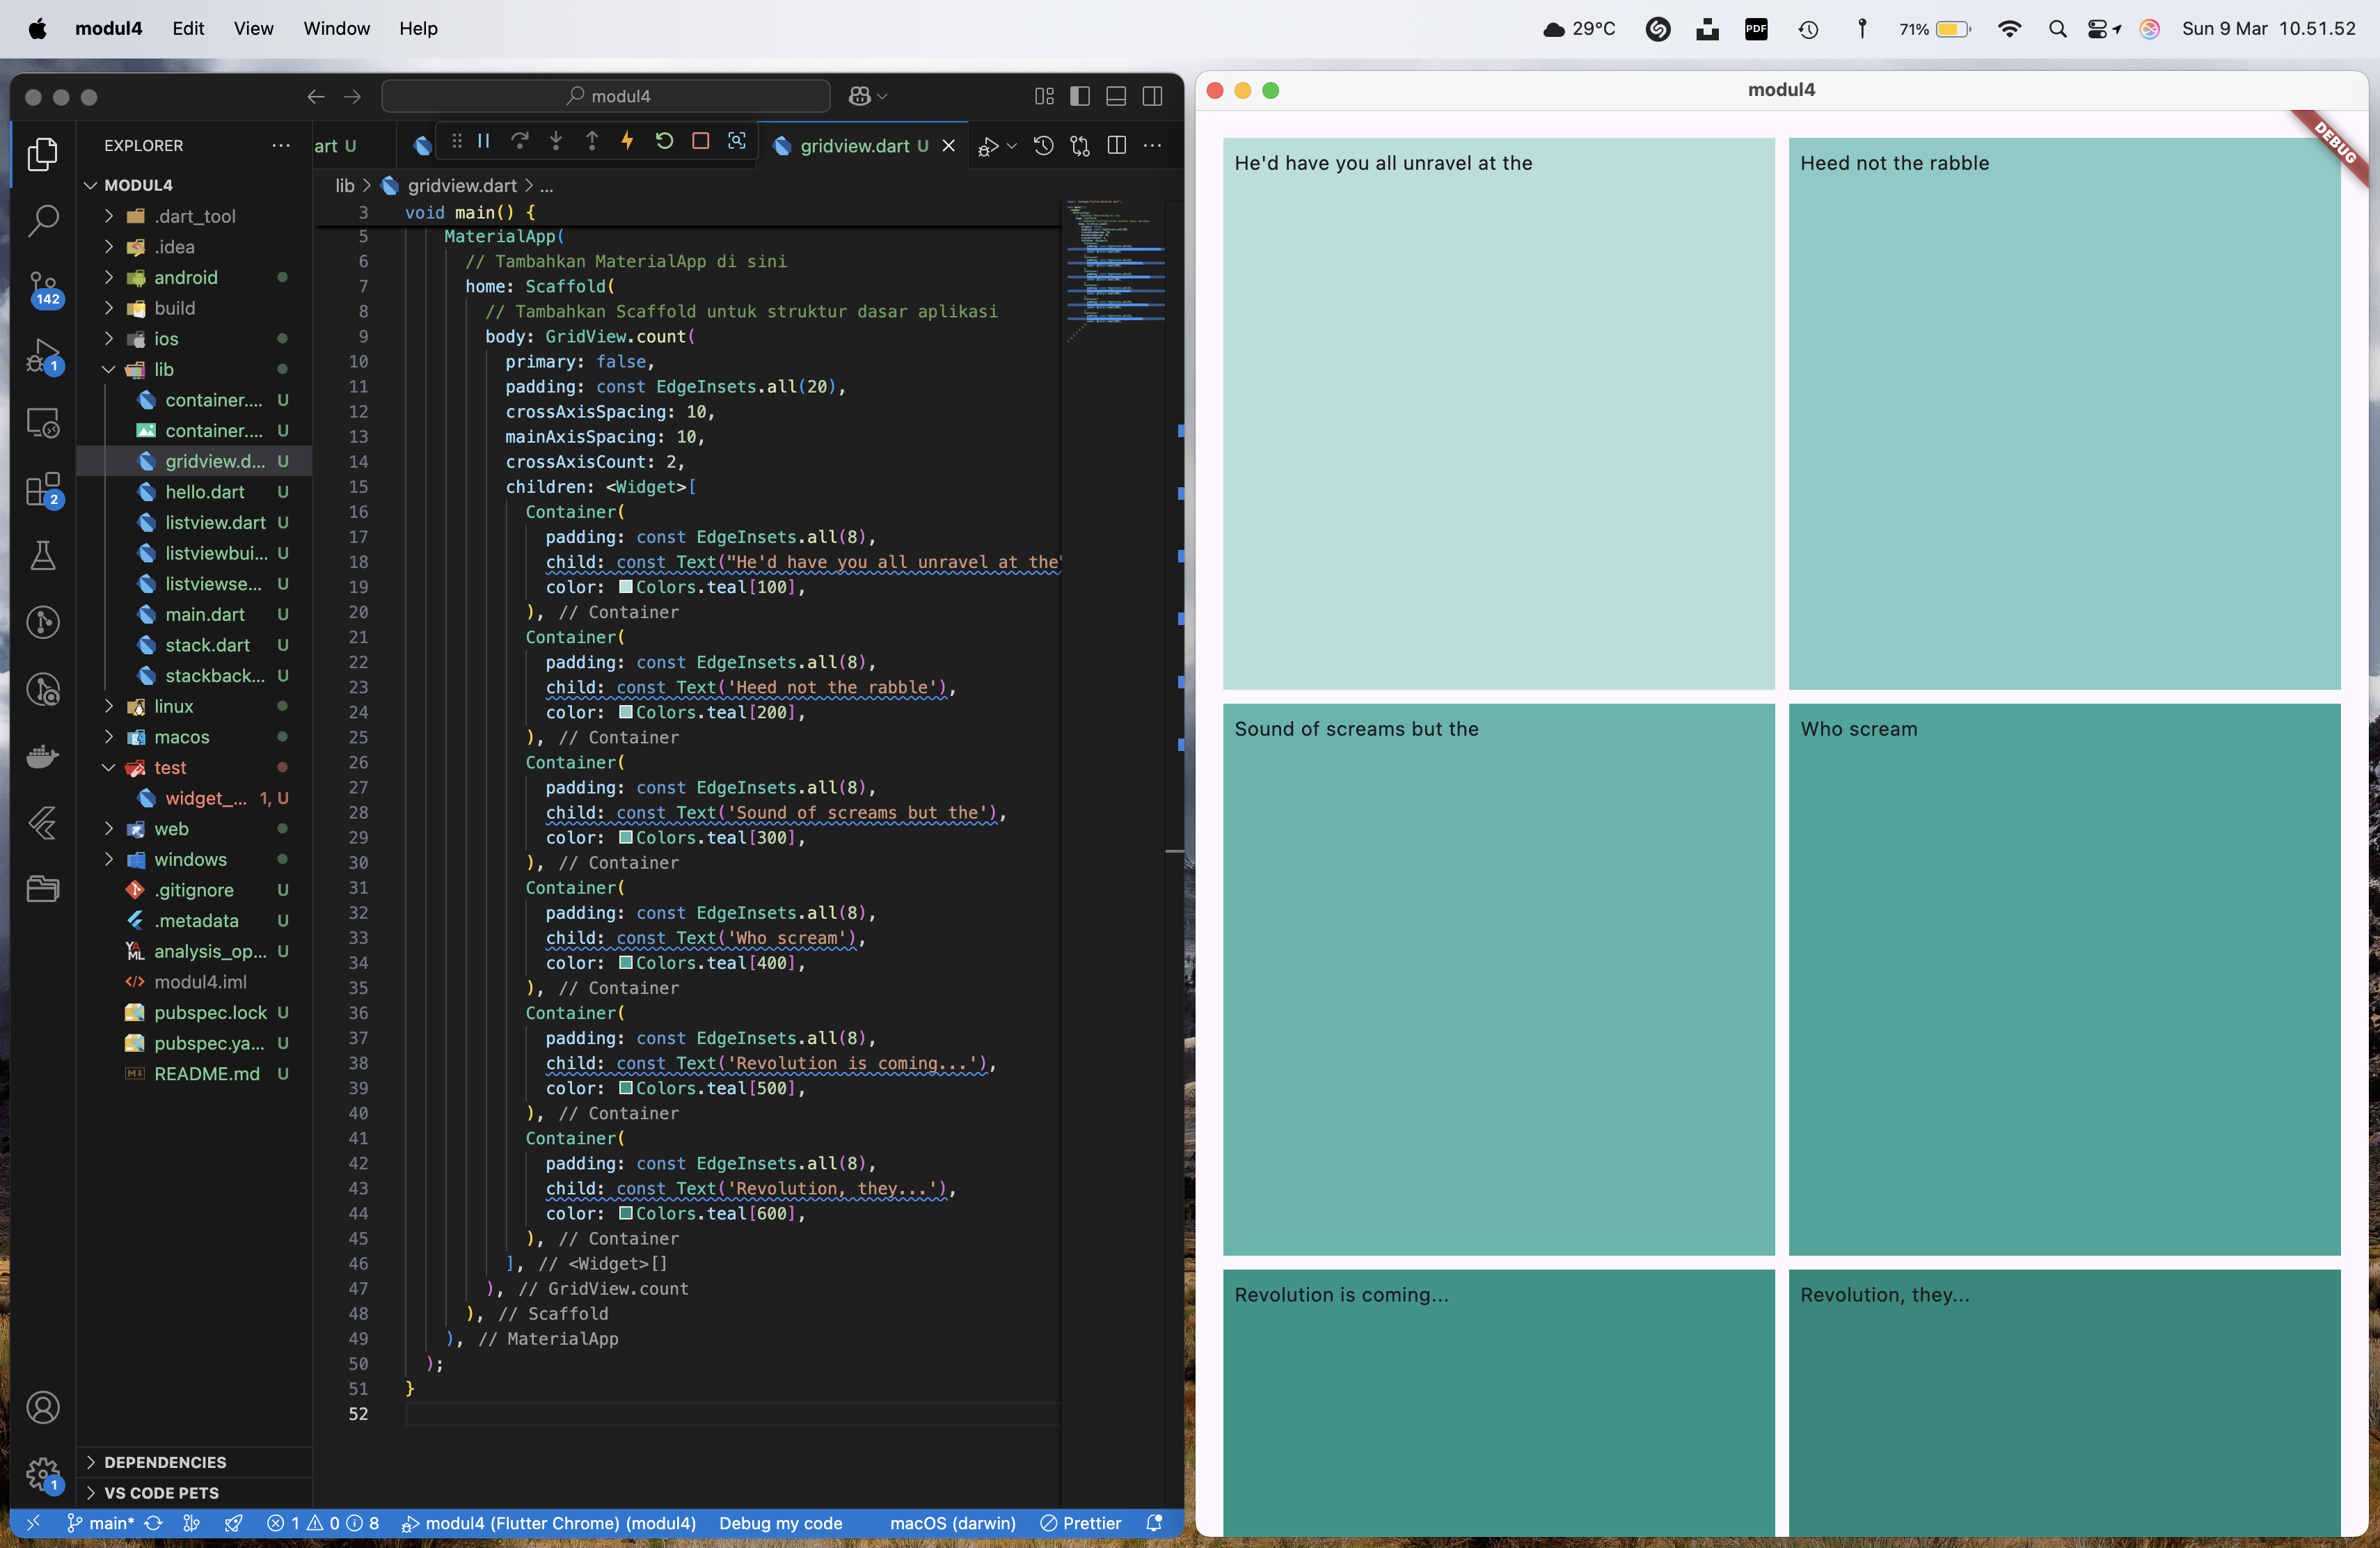 modul4 Edit View Window Help
29°C PDF 71% Sun 9 Mar 10.51.52
modul4
EXPLORER
MODUL4
.dart_tool
.idea
android
build
ios
lib
container.... U
container.... U
gridview.d... U
hello.dart U
listview.dart U
listviewbui... U
listviewse... U
main.dart U
stack.dart U
stackback... U
linux
macos
test
widget_... 1, U
web
windows
.gitignore U
.metadata U
analysis_op... U
modul4.iml
pubspec.lock U
pubspec.ya... U
README.md U
DEPENDENCIES
VS CODE PETS
142
1
2
1
art U
gridview.dart U
lib > gridview.dart > ...
3 void main() {
5 MaterialApp(
6 // Tambahkan MaterialApp di sini
7 home: Scaffold(
8 // Tambahkan Scaffold untuk struktur dasar aplikasi
9 body: GridView.count(
10 primary: false,
11 padding: const EdgeInsets.all(20),
12 crossAxisSpacing: 10,
13 mainAxisSpacing: 10,
14 crossAxisCount: 2,
15 children: <Widget>[
16 Container(
17 padding: const EdgeInsets.all(8),
18 child: const Text("He'd have you all unravel at the"
19 color: Colors.teal[100],
20 ), // Container
21 Container(
22 padding: const EdgeInsets.all(8),
23 child: const Text('Heed not the rabble'),
24 color: Colors.teal[200],
25 ), // Container
26 Container(
27 padding: const EdgeInsets.all(8),
28 child: const Text('Sound of screams but the'),
29 color: Colors.teal[300],
30 ), // Container
31 Container(
32 padding: const EdgeInsets.all(8),
33 child: const Text('Who scream'),
34 color: Colors.teal[400],
35 ), // Container
36 Container(
37 padding: const EdgeInsets.all(8),
38 child: const Text('Revolution is coming...'),
39 color: Colors.teal[500],
40 ), // Container
41 Container(
42 padding: const EdgeInsets.all(8),
43 child: const Text('Revolution, they...'),
44 color: Colors.teal[600],
45 ), // Container
46 ], // <Widget>[]
47 ), // GridView.count
48 ), // Scaffold
49 ), // MaterialApp
50 );
51 }
52
main* 1 0 8 modul4 (Flutter Chrome) (modul4) Debug my code macOS (darwin) Prettier
modul4
DEBUG
He'd have you all unravel at the
Heed not the rabble
Sound of screams but the
Who scream
Revolution is coming...
Revolution, they...